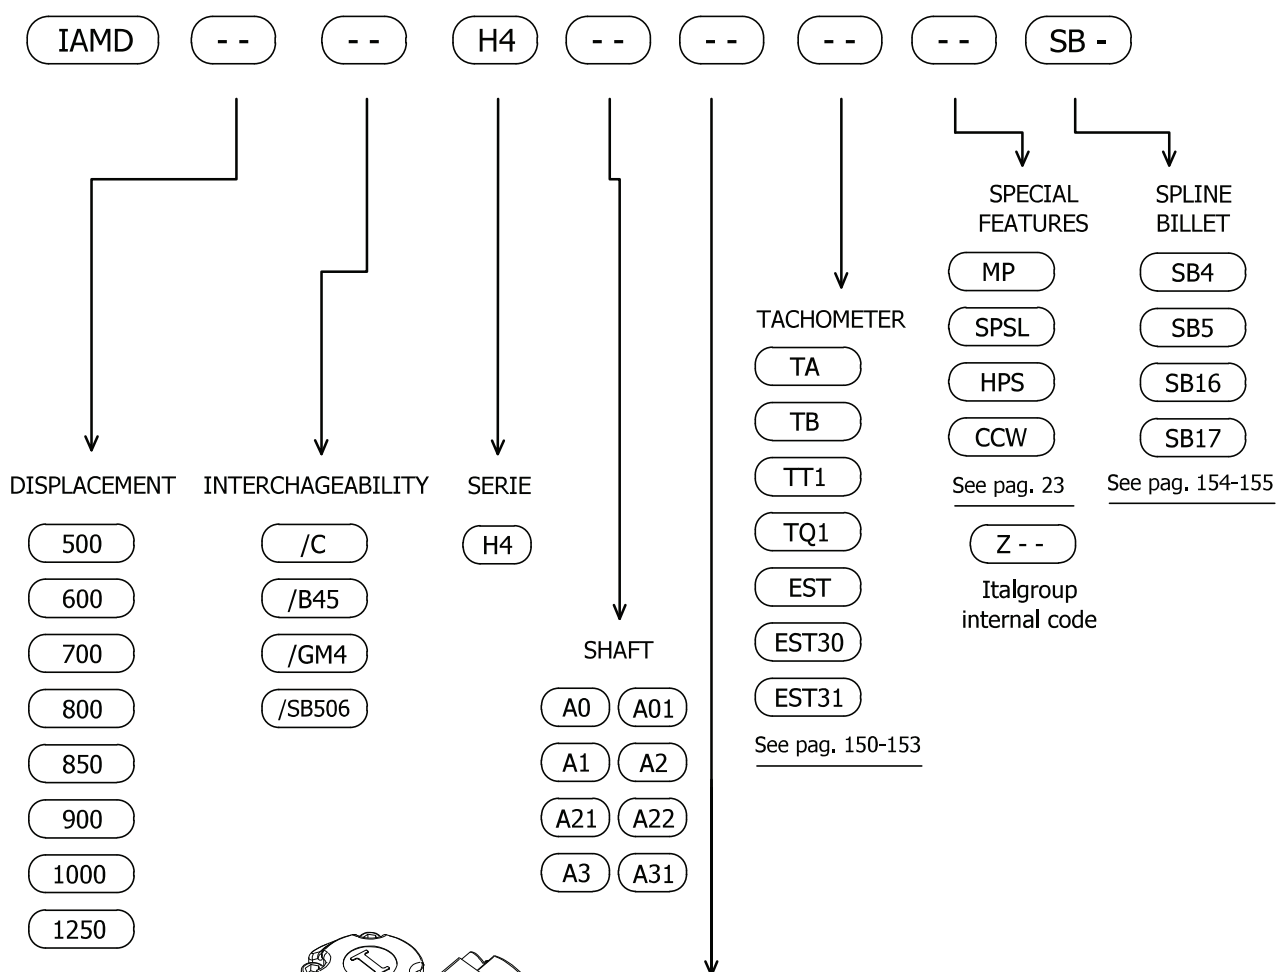 IAMD -- -- H4 -- -- -- -- SB -
SPECIAL
FEATURES
MP
SPSL
HPS
CCW
See pag. 23
Z --
Italgroup
internal code
SPLINE
BILLET
SB4
SB5
SB16
SB17
See pag. 154-155
TACHOMETER
TA
TB
TT1
TQ1
EST
EST30
EST31
See pag. 150-153
DISPLACEMENT
500
600
700
800
850
900
1000
1250
INTERCHAGEABILITY
/C
/B45
/GM4
/SB506
SERIE
H4
SHAFT
A0 A01
A1 A2
A21 A22
A3 A31